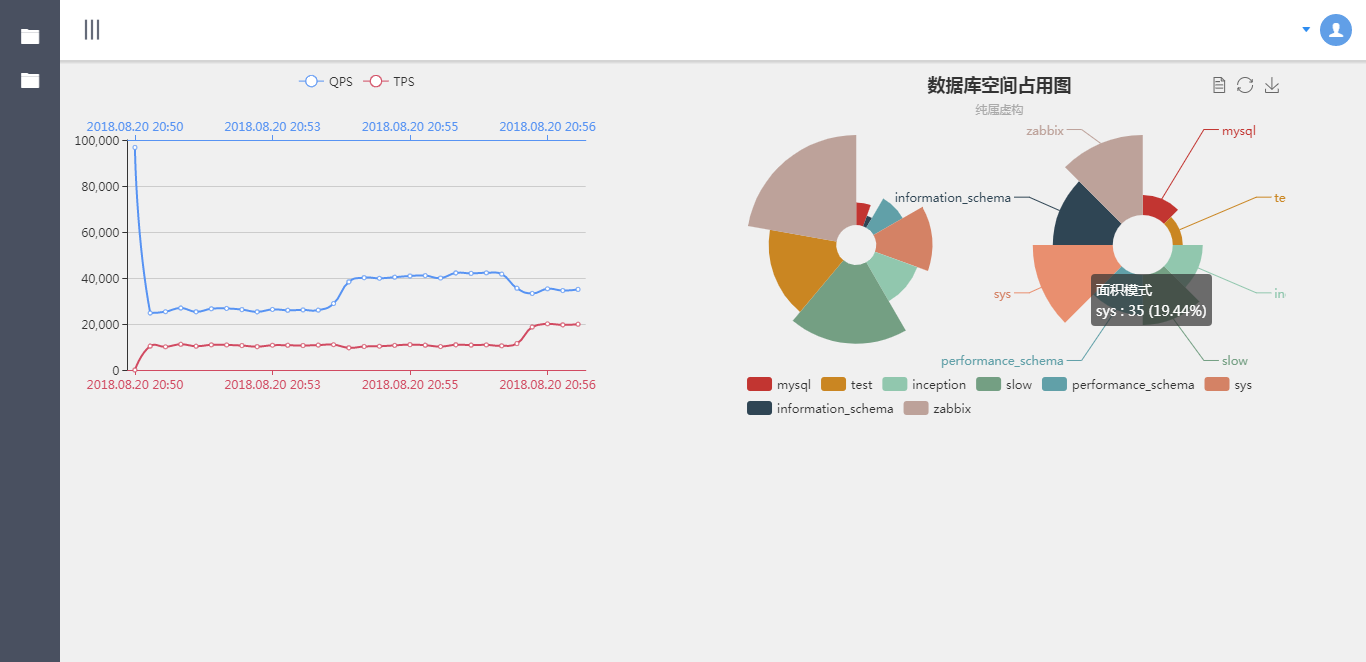 QPS TPS
2018.08.20 20:50 2018.08.20 20:53 2018.08.20 20:55 2018.08.20 20:56
100,000
80,000
60,000
40,000
20,000
0
2018.08.20 20:50 2018.08.20 20:53 2018.08.20 20:55 2018.08.20 20:56
数据库空间占用图
纯属虚构
zabbix
mysql
information_schema
te
sys
in
面积模式
sys : 35 (19.44%)
performance_schema
slow
mysql test inception slow performance_schema sys
information_schema zabbix